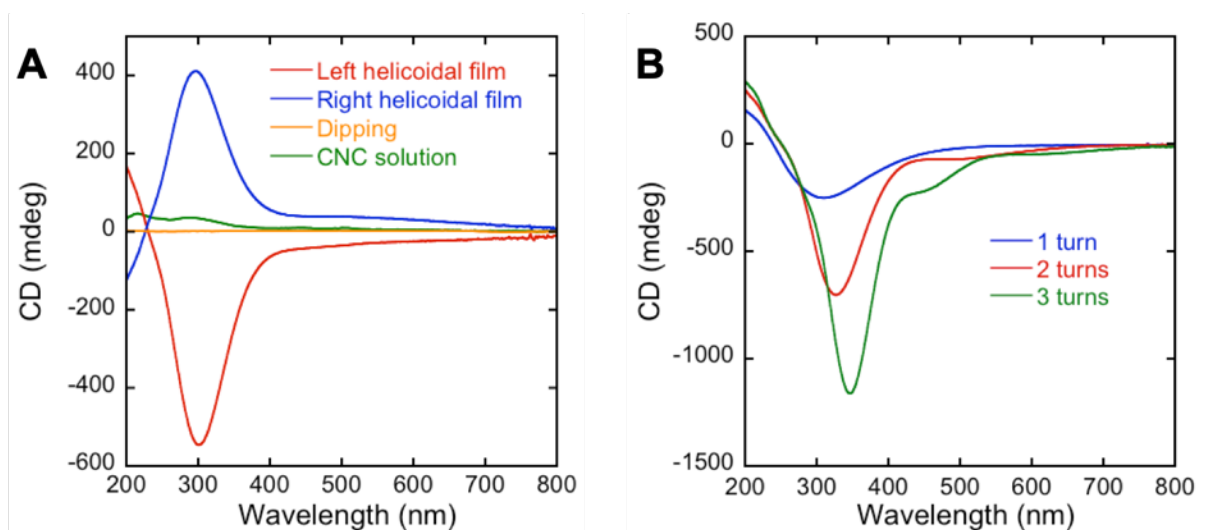 A
CD (mdeg)
400
200
0
-200
-400
-600
Left helicoidal film
Right helicoidal film
Dipping
CNC solution
200 300 400 500 600 700 800
Wavelength (nm)
B
CD (mdeg)
500
0
-500
-1000
-1500
1 turn
2 turns
3 turns
200 300 400 500 600 700 800
Wavelength (nm)